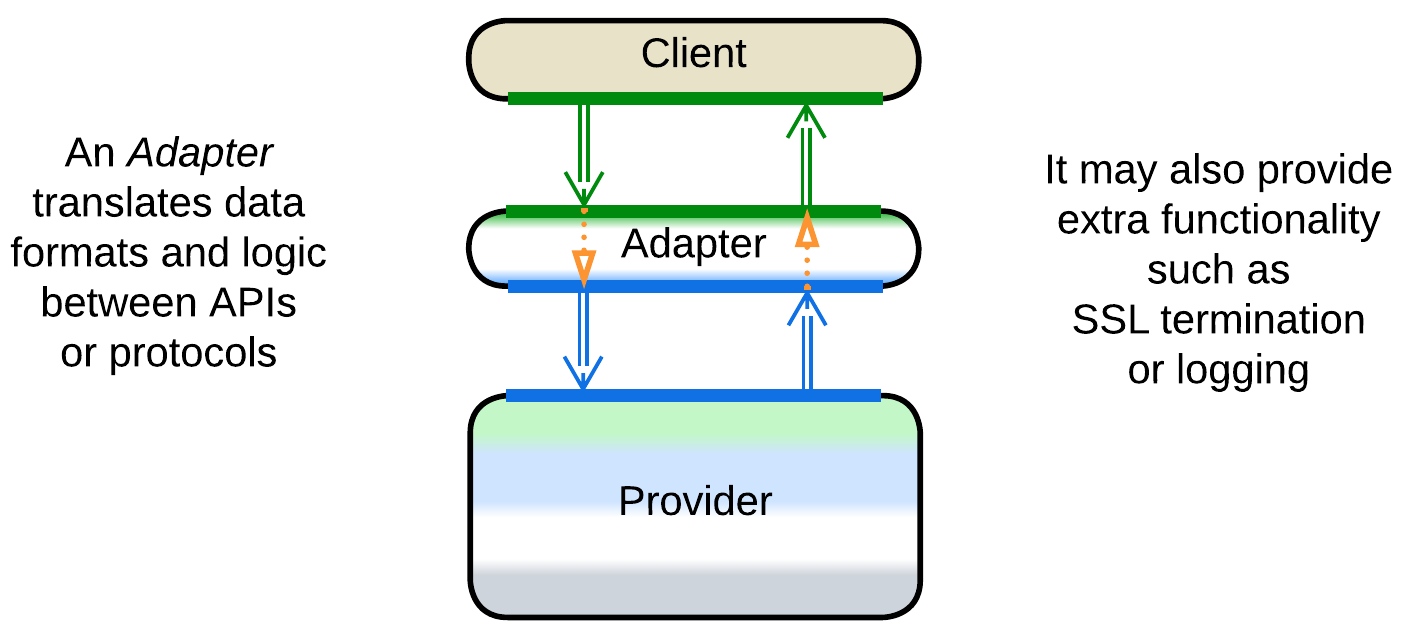 Client
An Adapter
translates data
formats and logic
between APIs
or protocols
Adapter
It may also provide
extra functionality
such as
SSL termination
or logging
Provider